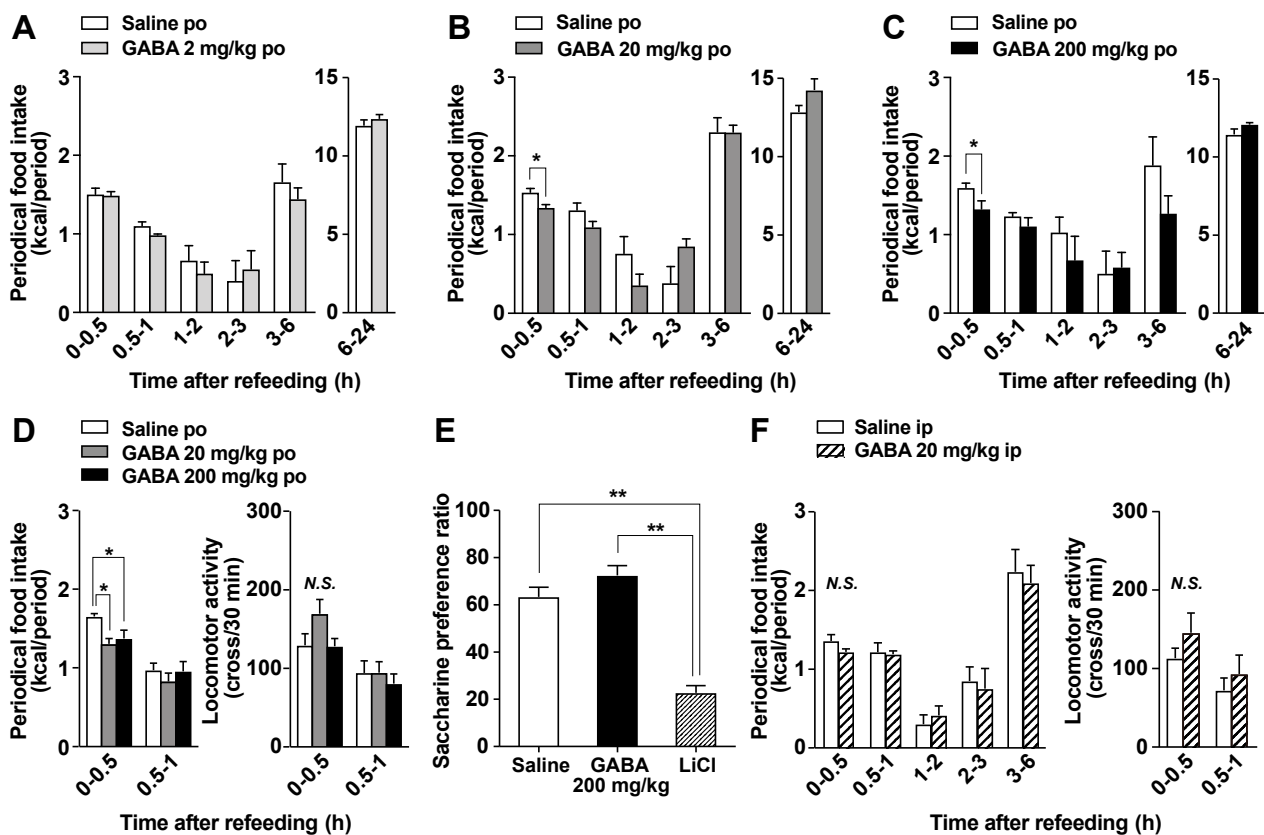 A
Saline po
GABA 2 mg/kg po
Periodical food intake
(kcal/period)
3
2
1
0
15
10
5
0
0-0.5
0.5-1
1-2
2-3
3-6
6-24
Time after refeeding (h)
B
Saline po
GABA 20 mg/kg po
Periodical food intake
(kcal/period)
3
2
1
0
*
15
10
5
0
0-0.5
0.5-1
1-2
2-3
3-6
6-24
Time after refeeding (h)
C
Saline po
GABA 200 mg/kg po
Periodical food intake
(kcal/period)
3
2
1
0
*
15
10
5
0
0-0.5
0.5-1
1-2
2-3
3-6
6-24
Time after refeeding (h)
D
Saline po
GABA 20 mg/kg po
GABA 200 mg/kg po
Periodical food intake
(kcal/period)
3
2
1
0
*
*
0-0.5
0.5-1
Locomotor activity
(cross/30 min)
300
200
100
0
N.S.
0-0.5
0.5-1
Time after refeeding (h)
E
Saccharine preference ratio
100
80
60
40
20
0
**
**
Saline
GABA
200 mg/kg
LiCl
F
Saline ip
GABA 20 mg/kg ip
Periodical food intake
(kcal/period)
3
2
1
0
N.S.
0-0.5
0.5-1
1-2
2-3
3-6
Locomotor activity
(cross/30 min)
300
200
100
0
N.S.
0-0.5
0.5-1
Time after refeeding (h)